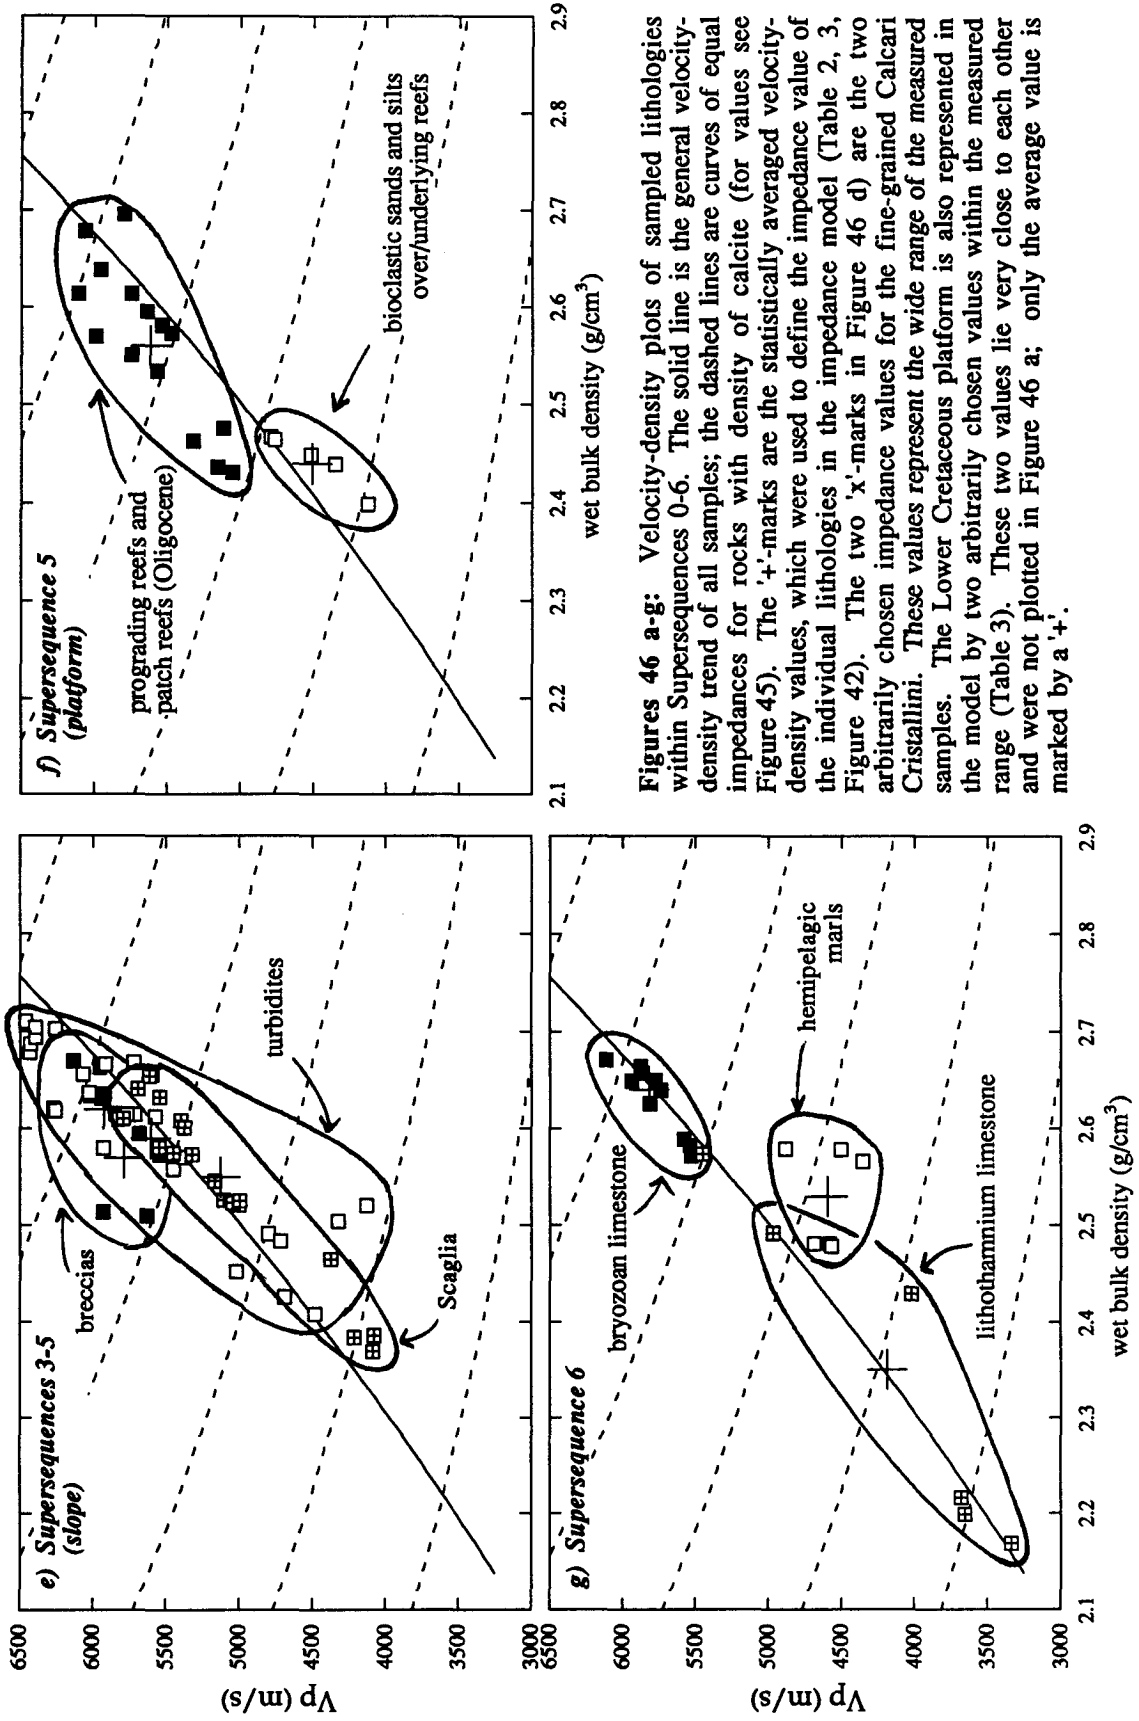 e) Supersequences 3-5
(slope)
breccias
turbidites
Scaglia
6500
6000
5000
4000
3000
Vp (m/s)
f) Supersequence 5
(platform)
prograding reefs and
patch reefs (Oligocene)
bioclastic sands and silts
over/underlying reefs
2.1
2.2
2.3
2.4
2.5
2.6
2.7
2.8
2.9
wet bulk density (g/cm³)
g) Supersequence 6
bryozoan limestone
hemipelagic
marls
lithothamnium limestone
6500
6000
5000
4000
3000
Vp (m/s)
2.1
2.2
2.3
2.4
2.5
2.6
2.7
2.8
2.9
wet bulk density (g/cm³)
Figures 46 a-g: Velocity-density plots of sampled lithologies
within Supersequences 0-6. The solid line is the general velocity-
density trend of all samples; the dashed lines are curves of equal
impedances for rocks with density of calcite (for values see
Figure 45). The '+'-marks are the statistically averaged velocity-
density values, which were used to define the impedance value of
the individual lithologies in the impedance model (Table 2, 3,
Figure 42). The two 'x'-marks in Figure 46 d) are the two
arbitrarily chosen impedance values for the fine-grained Calcari
Cristallini. These values represent the wide range of the measured
samples. The Lower Cretaceous platform is also represented in
the model by two arbitrarily chosen values within the measured
range (Table 3). These two values lie very close to each other
and were not plotted in Figure 46 a; only the average value is
marked by a '+'.